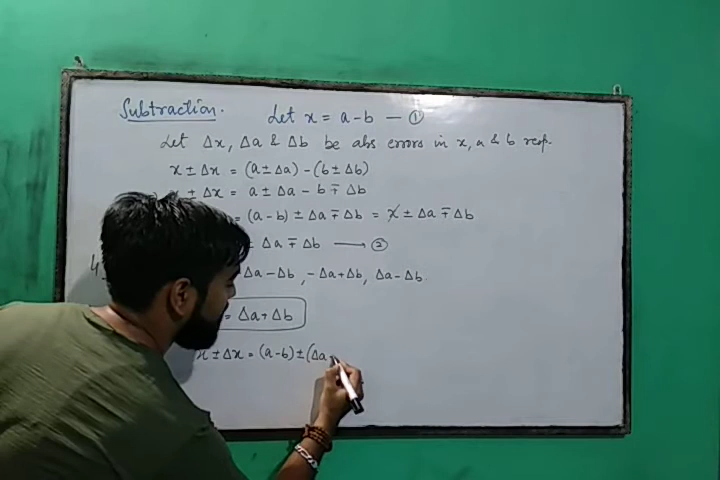 Subtraction. Let x = a - b — ①
Let Δx, Δa & Δb be abs errors in x, a & b resp.
x ± Δx = (a ± Δa) - (b ± Δb)
± Δx = a ± Δa - b ∓ Δb
= (a - b) ± Δa ∓ Δb = x ± Δa ∓ Δb
± Δa ∓ Δb —— ②
Δa - Δb, -Δa + Δb, Δa - Δb.
= Δa + Δb
x ± Δx = (a - b) ± (Δa